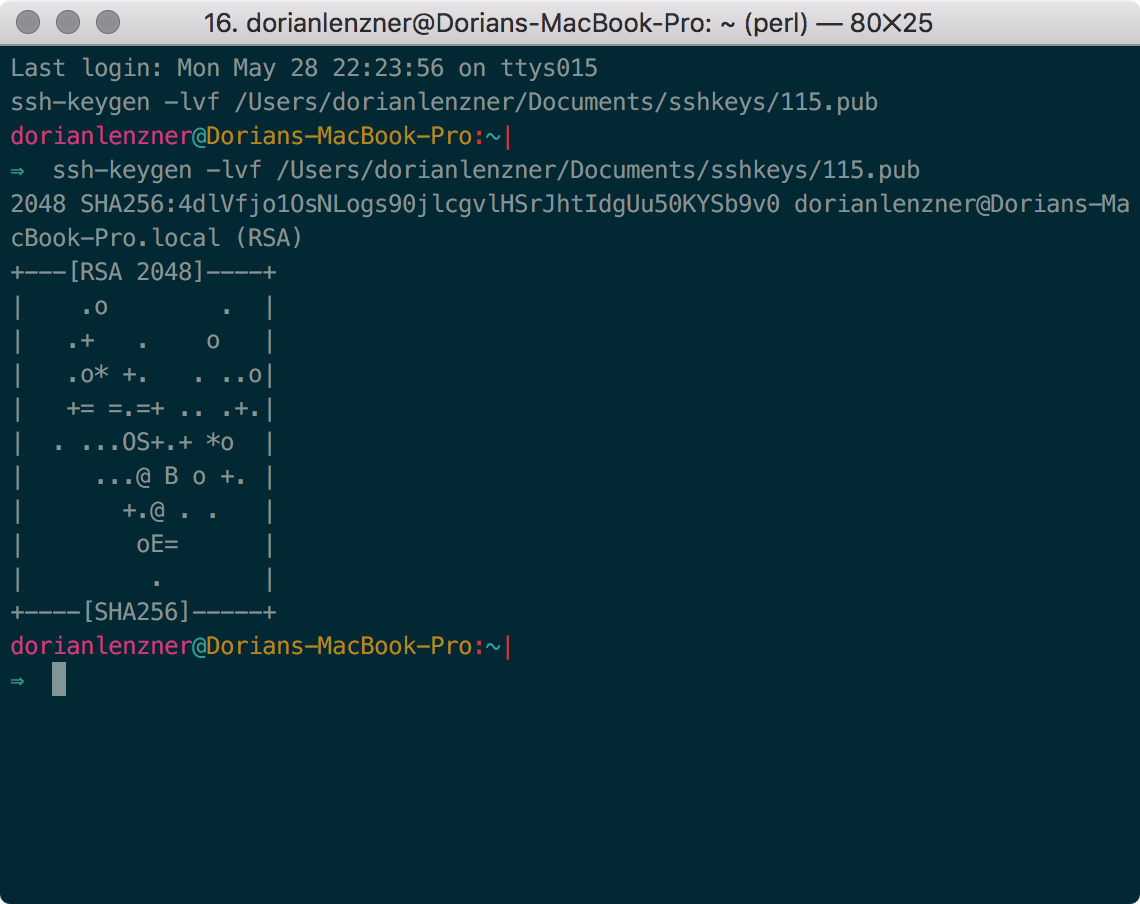 16. dorianlenzner@Dorians-MacBook-Pro: ~ (perl) — 80×25
Last login: Mon May 28 22:23:56 on ttys015
ssh-keygen -lvf /Users/dorianlenzner/Documents/sshkeys/115.pub
dorianlenzner@Dorians-MacBook-Pro:~|
⇒  ssh-keygen -lvf /Users/dorianlenzner/Documents/sshkeys/115.pub
2048 SHA256:4dlVfjo1OsNLogs90jlcgvlHSrJhtIdgUu50KYSb9v0 dorianlenzner@Dorians-Ma
cBook-Pro.local (RSA)
+---[RSA 2048]----+
|    .o        .  |
|   .+   .    o   |
|   .o* +.   . ..o|
|   += =.=+ .. .+.|
|  . ...OS+.+ *o  |
|     ...@ B o +. |
|       +.@ . .   |
|        oE=      |
|         .       |
+----[SHA256]-----+
dorianlenzner@Dorians-MacBook-Pro:~|
⇒